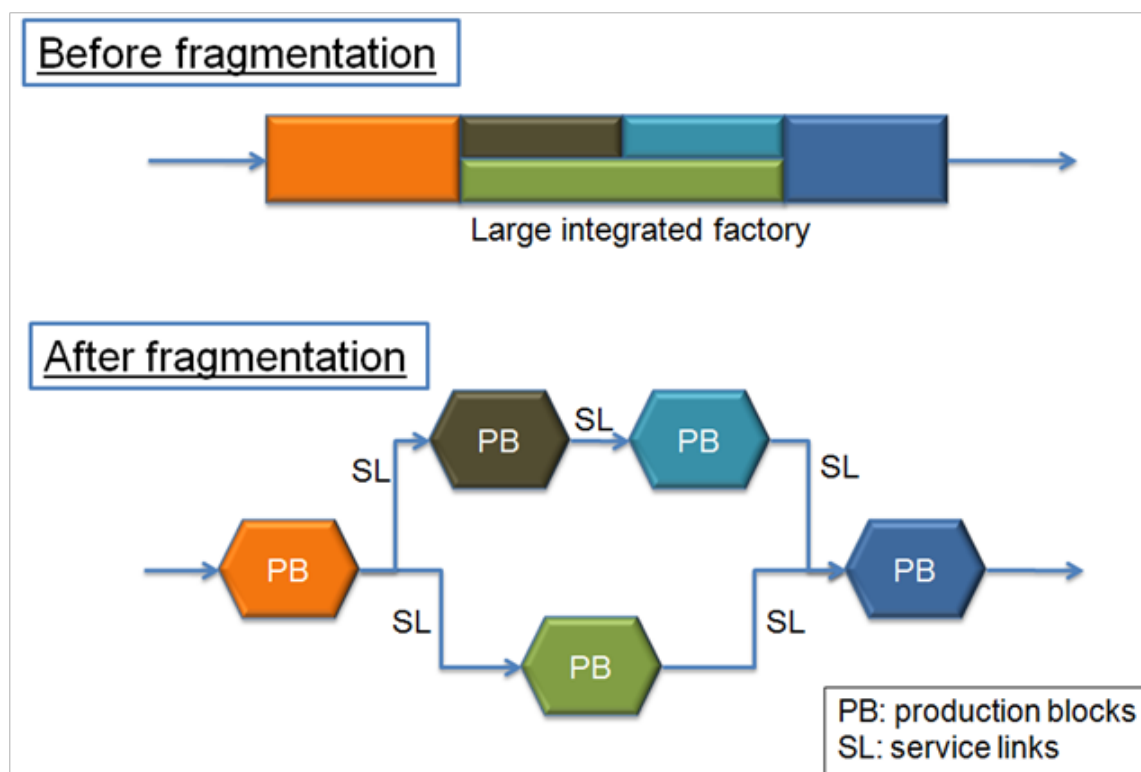 Before fragmentation
Large integrated factory
After fragmentation
PB
SL
PB
SL
PB
SL
PB
SL
PB
SL
PB: production blocks
SL: service links